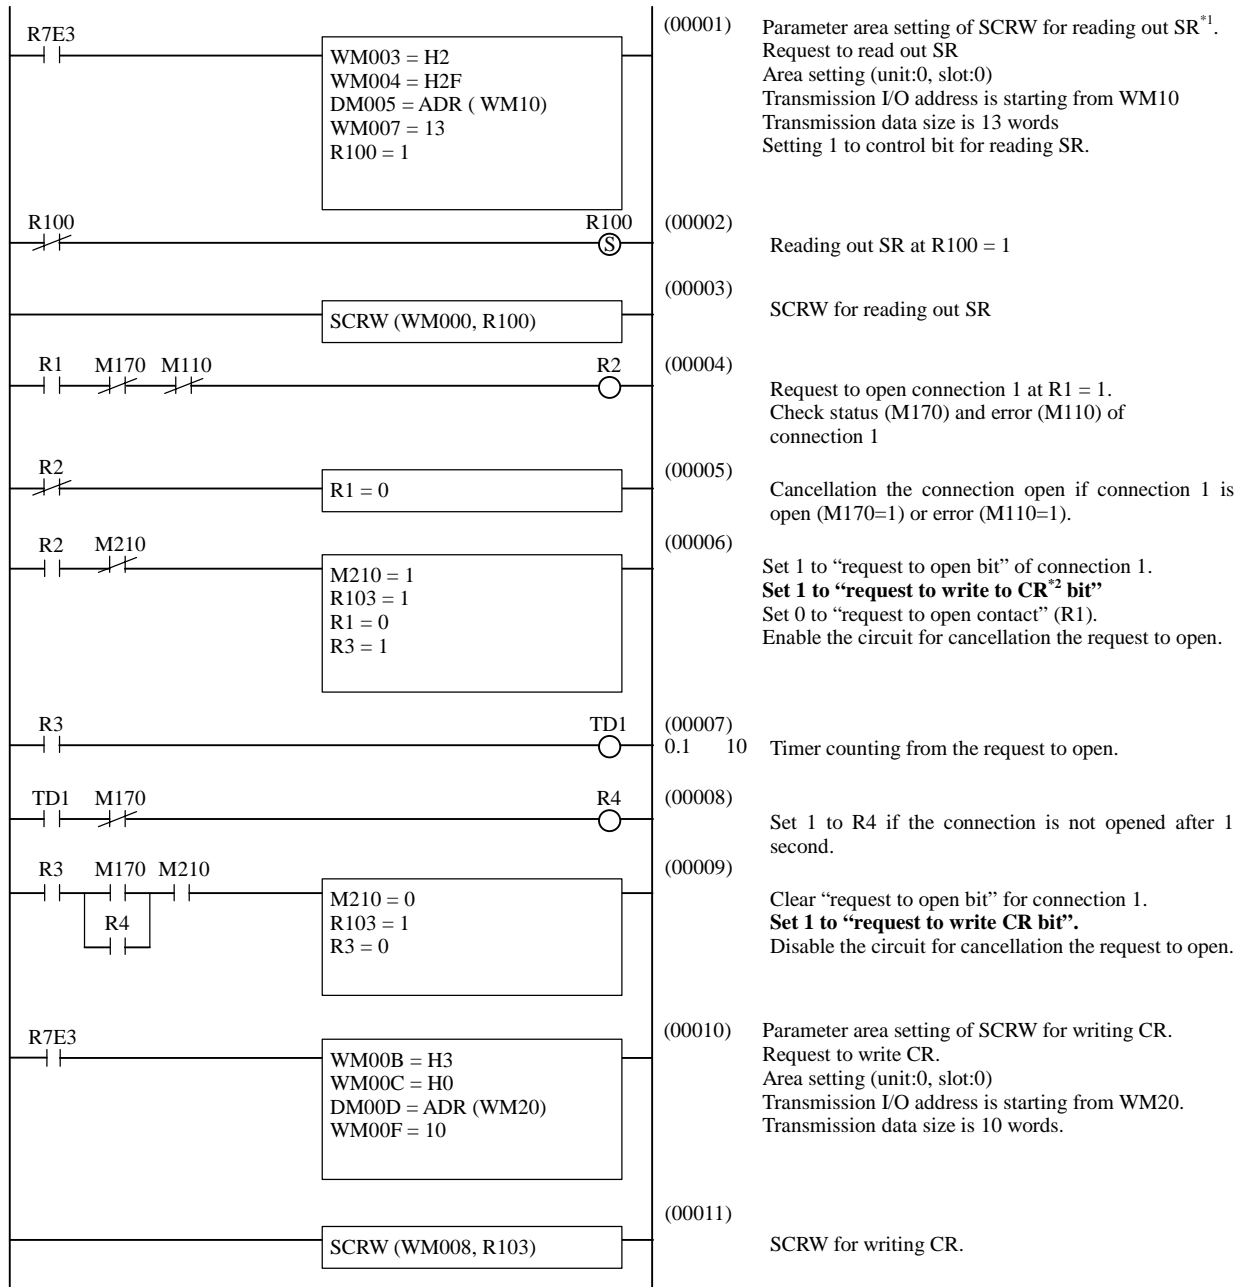 R7E3
(00001)
WM003 = H2
WM004 = H2F
DM005 = ADR ( WM10)
WM007 = 13
R100 = 1
Parameter area setting of SCRW for reading out SR*1.
Request to read out SR
Area setting (unit:0, slot:0)
Transmission I/O address is starting from WM10
Transmission data size is 13 words
Setting 1 to control bit for reading SR.
R100 R100 (00002)
S
Reading out SR at R100 = 1
(00003)
SCRW (WM000, R100)
SCRW for reading out SR
R1 M170 M110 R2 (00004)
Request to open connection 1 at R1 = 1.
Check status (M170) and error (M110) of
connection 1
R2 (00005)
R1 = 0
Cancellation the connection open if connection 1 is
open (M170=1) or error (M110=1).
R2 M210 (00006)
M210 = 1
R103 = 1
R1 = 0
R3 = 1
Set 1 to “request to open bit” of connection 1.
Set 1 to “request to write to CR*2 bit”
Set 0 to “request to open contact” (R1).
Enable the circuit for cancellation the request to open.
R3 TD1 (00007)
0.1 10 Timer counting from the request to open.
TD1 M170 R4 (00008)
Set 1 to R4 if the connection is not opened after 1
second.
R3 M170 M210 (00009)
R4
M210 = 0
R103 = 1
R3 = 0
Clear “request to open bit” for connection 1.
Set 1 to “request to write CR bit”.
Disable the circuit for cancellation the request to open.
R7E3 (00010)
WM00B = H3
WM00C = H0
DM00D = ADR (WM20)
WM00F = 10
Parameter area setting of SCRW for writing CR.
Request to write CR.
Area setting (unit:0, slot:0)
Transmission I/O address is starting from WM20.
Transmission data size is 10 words.
(00011)
SCRW (WM008, R103)
SCRW for writing CR.